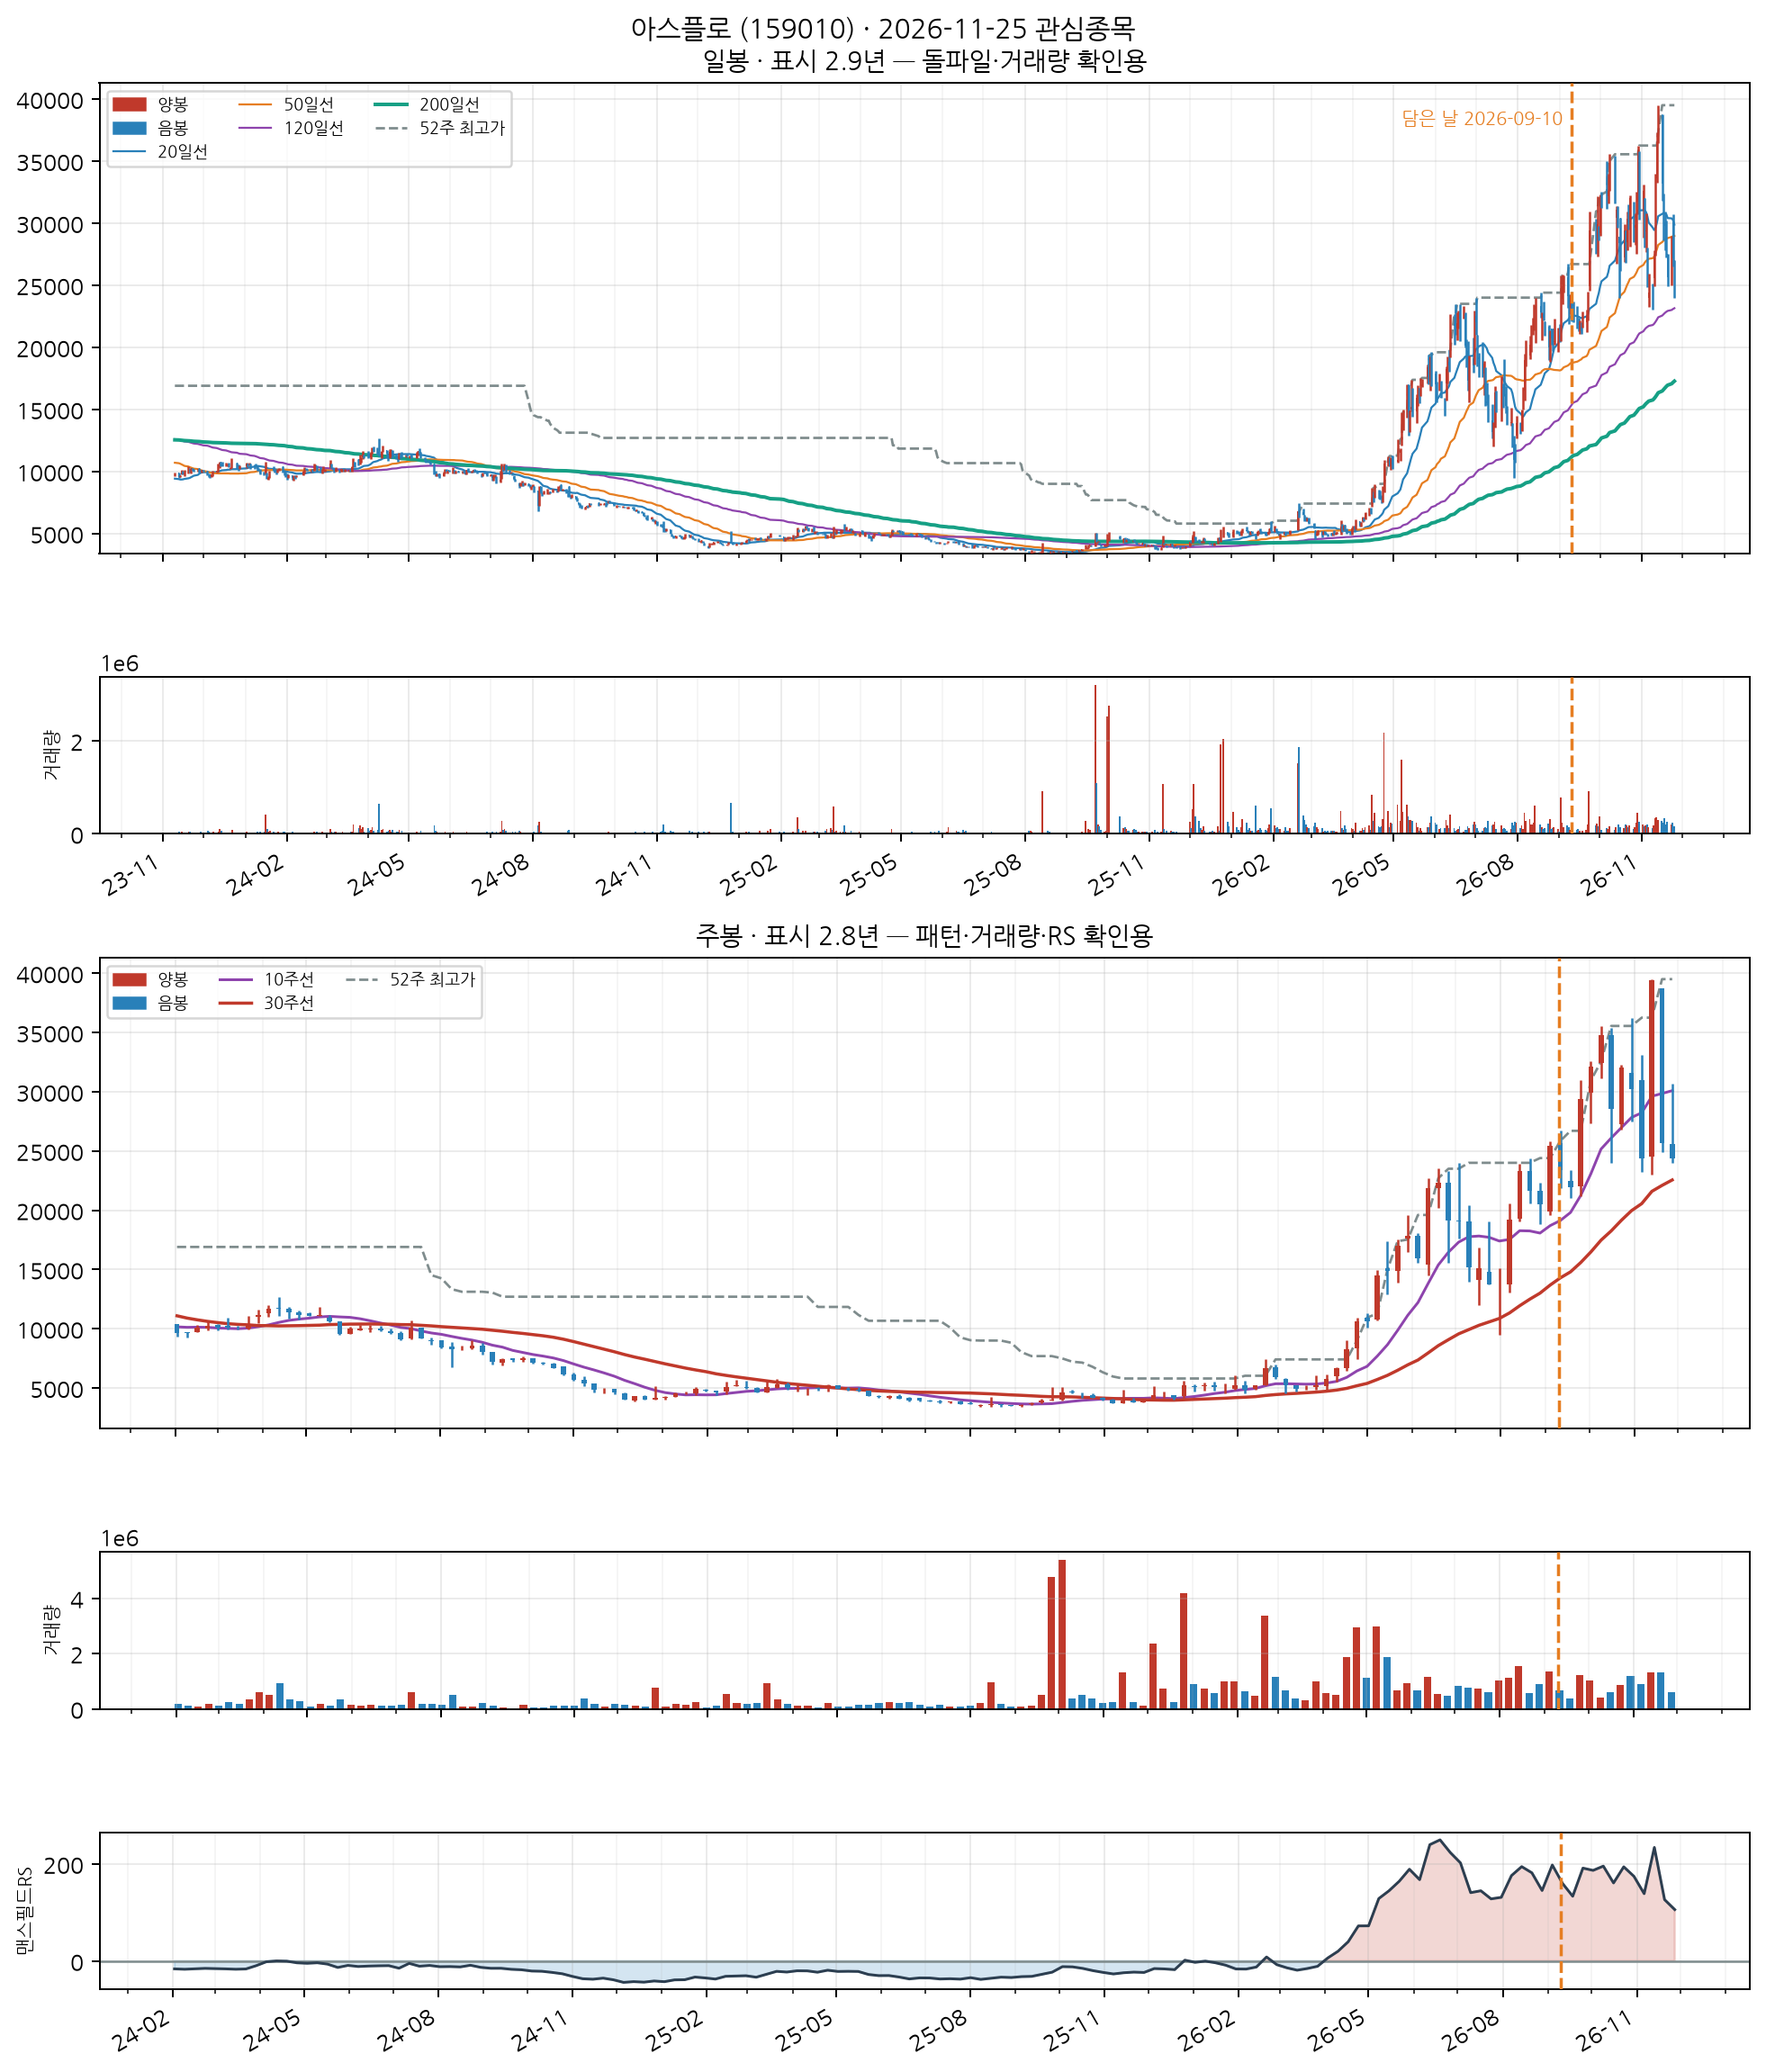 아스플로 (159010) · 2026-11-25 관심종목
일봉 · 표시 2.9년 — 돌파일·거래량 확인용
양봉
음봉
20일선
50일선
120일선
200일선
52주 최고가
담은 날 2026-09-10
40000
35000
30000
25000
20000
15000
10000
5000
1e6
거래량
2
0
23-11
24-02
24-05
24-08
24-11
25-02
25-05
25-08
25-11
26-02
26-05
26-08
26-11
주봉 · 표시 2.8년 — 패턴·거래량·RS 확인용
양봉
음봉
10주선
30주선
52주 최고가
40000
35000
30000
25000
20000
15000
10000
5000
1e6
거래량
4
2
0
맨스필드RS
200
0
24-02
24-05
24-08
24-11
25-02
25-05
25-08
25-11
26-02
26-05
26-08
26-11